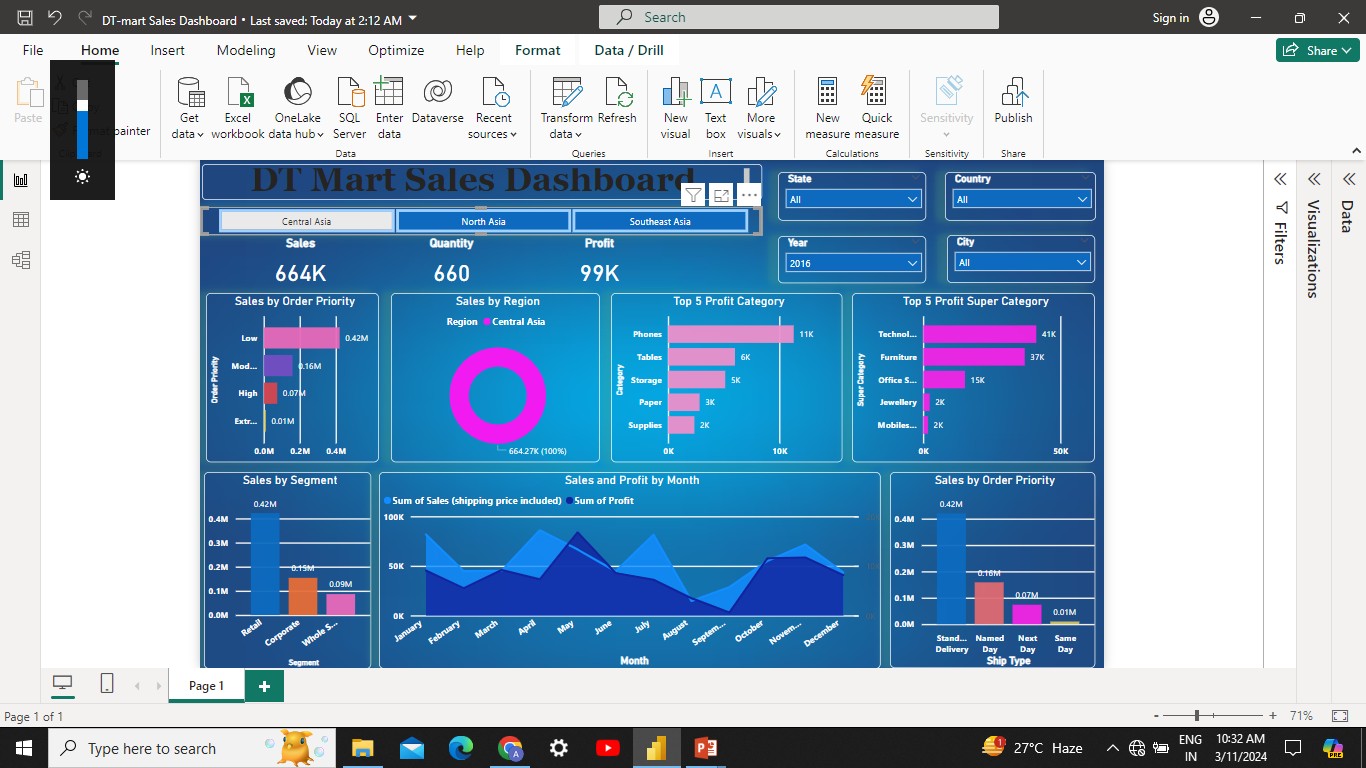 DT-mart Sales Dashboard • Last saved: Today at 2:12 AM
Search
Sign in
File Home Insert Modeling View Optimize Help Format Data / Drill
Share
Paste
painter
Get data
Excel workbook
OneLake data hub
SQL Server
Enter data
Dataverse
Recent sources
Transform data
Refresh
New visual
Text box
More visuals
New measure
Quick measure
Sensitivity
Publish
Data
Queries
Insert
Calculations
Sensitivity
Share
DT Mart Sales Dashboard
Central Asia
North Asia
Southeast Asia
State
All
Country
All
Year
2016
City
All
Sales
664K
Quantity
660
Profit
99K
Sales by Order Priority
Order Priority
Low 0.42M
Mod... 0.16M
High 0.07M
Extr... 0.01M
0.0M 0.2M 0.4M
Sales by Region
Region Central Asia
664.27K (100%)
Top 5 Profit Category
Category
Phones 11K
Tables 6K
Storage 5K
Paper 3K
Supplies 2K
0K 10K
Top 5 Profit Super Category
Super Category
Technol... 41K
Furniture 37K
Office S... 15K
Jewellery 2K
Mobiles... 2K
0K 50K
Sales by Segment
0.42M
0.4M
0.3M
0.2M
0.15M
0.1M
0.09M
0.0M
Retail Corporate Whole S...
Segment
Sales and Profit by Month
Sum of Sales (shipping price included) Sum of Profit
100K
50K
0K
January February March April May June July August Septem... October Novem... December
Month
Sales by Order Priority
0.42M
0.4M
0.3M
0.2M
0.16M
0.1M
0.07M
0.01M
0.0M
Stand... Delivery
Named Day
Next Day
Same Day
Ship Type
Filters
Visualizations
Data
Page 1
Page 1 of 1
71%
Type here to search
27°C Haze
ENG
IN
10:32 AM
3/11/2024
PRE